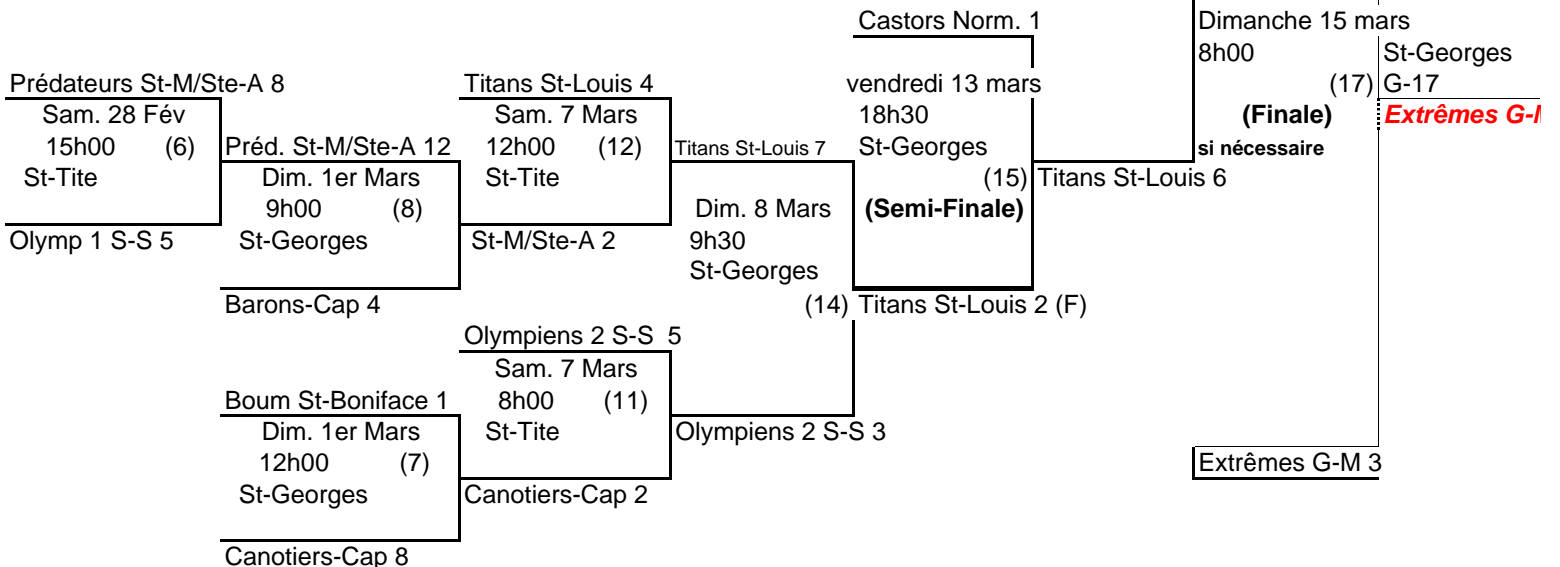 Castors Norm. 1
Dimanche 15 mars
8h00
St-Georges
Prédateurs St-M/Ste-A 8
Titans St-Louis 4
vendredi 13 mars
(17)
G-17
Sam. 28 Fév
Sam. 7 Mars
18h30
(Finale)
Extrêmes G-
15h00 (6)
Préd. St-M/Ste-A 12
12h00 (12)
Titans St-Louis 7
St-Georges
si nécessaire
St-Tite
Dim. 1er Mars
St-Tite
(15)
Titans St-Louis 6
9h00 (8)
Dim. 8 Mars
(Semi-Finale)
Olymp 1 S-S 5
St-Georges
St-M/Ste-A 2
9h30
St-Georges
Barons-Cap 4
(14)
Titans St-Louis 2 (F)
Olympiens 2 S-S 5
Sam. 7 Mars
Boum St-Boniface 1
8h00 (11)
Dim. 1er Mars
St-Tite
Olympiens 2 S-S 3
12h00 (7)
Extrêmes G-M 3
St-Georges
Canotiers-Cap 2
Canotiers-Cap 8